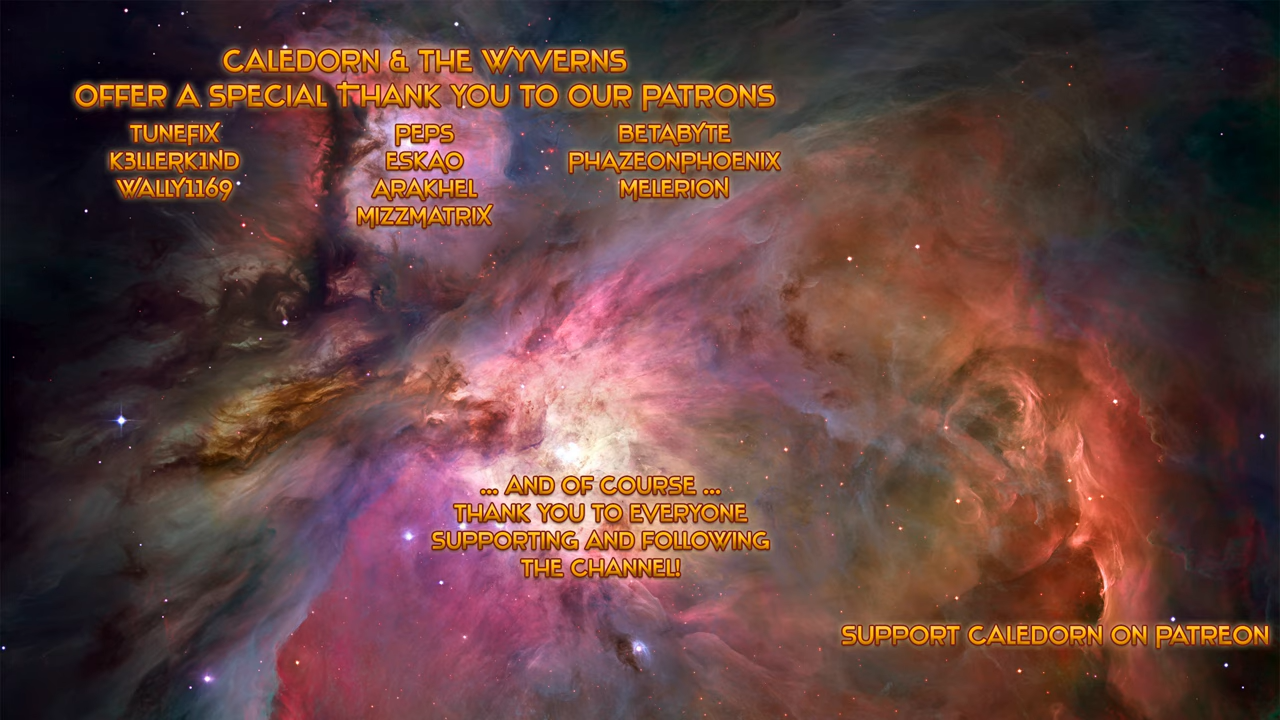 CALEDORN & THE WYVERNS
OFFER A SPECIAL THANK YOU TO OUR PATRONS
TUNEFIX PEPS BETABYTE
K3LLERK1ND ESKAO PHAZEONPHOENIX
WALLY1169 ARAKHEL MELERION
MIZZMATRIX
... AND OF COURSE ...
THANK YOU TO EVERYONE
SUPPORTING AND FOLLOWING
THE CHANNEL!
SUPPORT CALEDORN ON PATREON